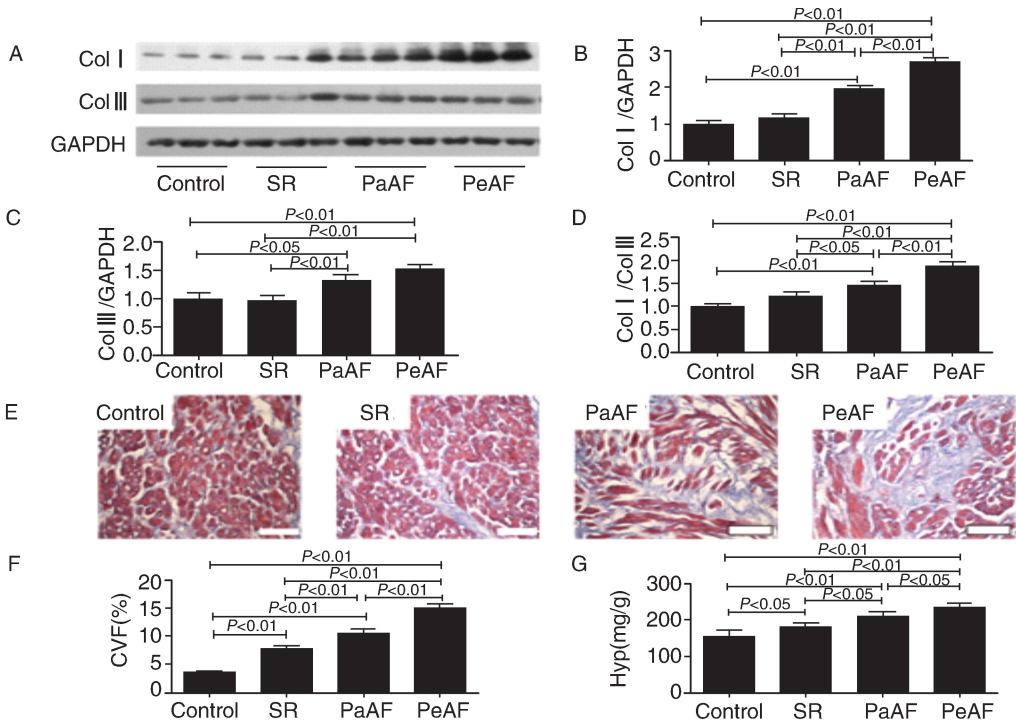 A
Col Ⅰ
Col Ⅲ
GAPDH
Control SR PaAF PeAF
B
P<0.01
P<0.01
P<0.01 P<0.01
P<0.01
Col Ⅰ/GAPDH
3
2
1
0
Control SR PaAF PeAF
C
P<0.01
P<0.01
P<0.05
P<0.01
Col Ⅲ/GAPDH
2.0
1.5
1.0
0.5
0.0
Control SR PaAF PeAF
D
P<0.01
P<0.01
P<0.05 P<0.01
P<0.01
Col Ⅰ/Col Ⅲ
2.5
2.0
1.5
1.0
0.5
0.0
Control SR PaAF PeAF
E
Control SR PaAF PeAF
F
P<0.01
P<0.01
P<0.01 P<0.01
P<0.01
P<0.01
CVF(%)
20
15
10
5
0
Control SR PaAF PeAF
G
P<0.01
P<0.01
P<0.01 P<0.05
P<0.05
P<0.05
Hyp(mg/g)
300
200
100
0
Control SR PaAF PeAF